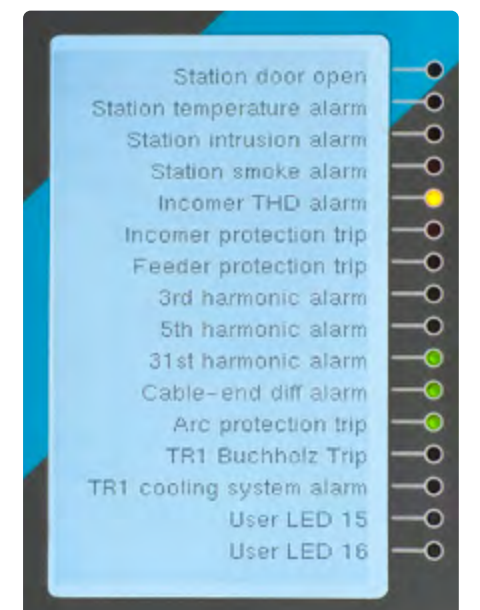 Station door open
Station temperature alarm
Station intrusion alarm
Station smoke alarm
Incomer THD alarm
Incomer protection trip
Feeder protection trip
3rd harmonic alarm
5th harmonic alarm
31st harmonic alarm
Cable-end diff alarm
Arc protection trip
TR1 Buchholz Trip
TR1 cooling system alarm
User LED 15
User LED 16